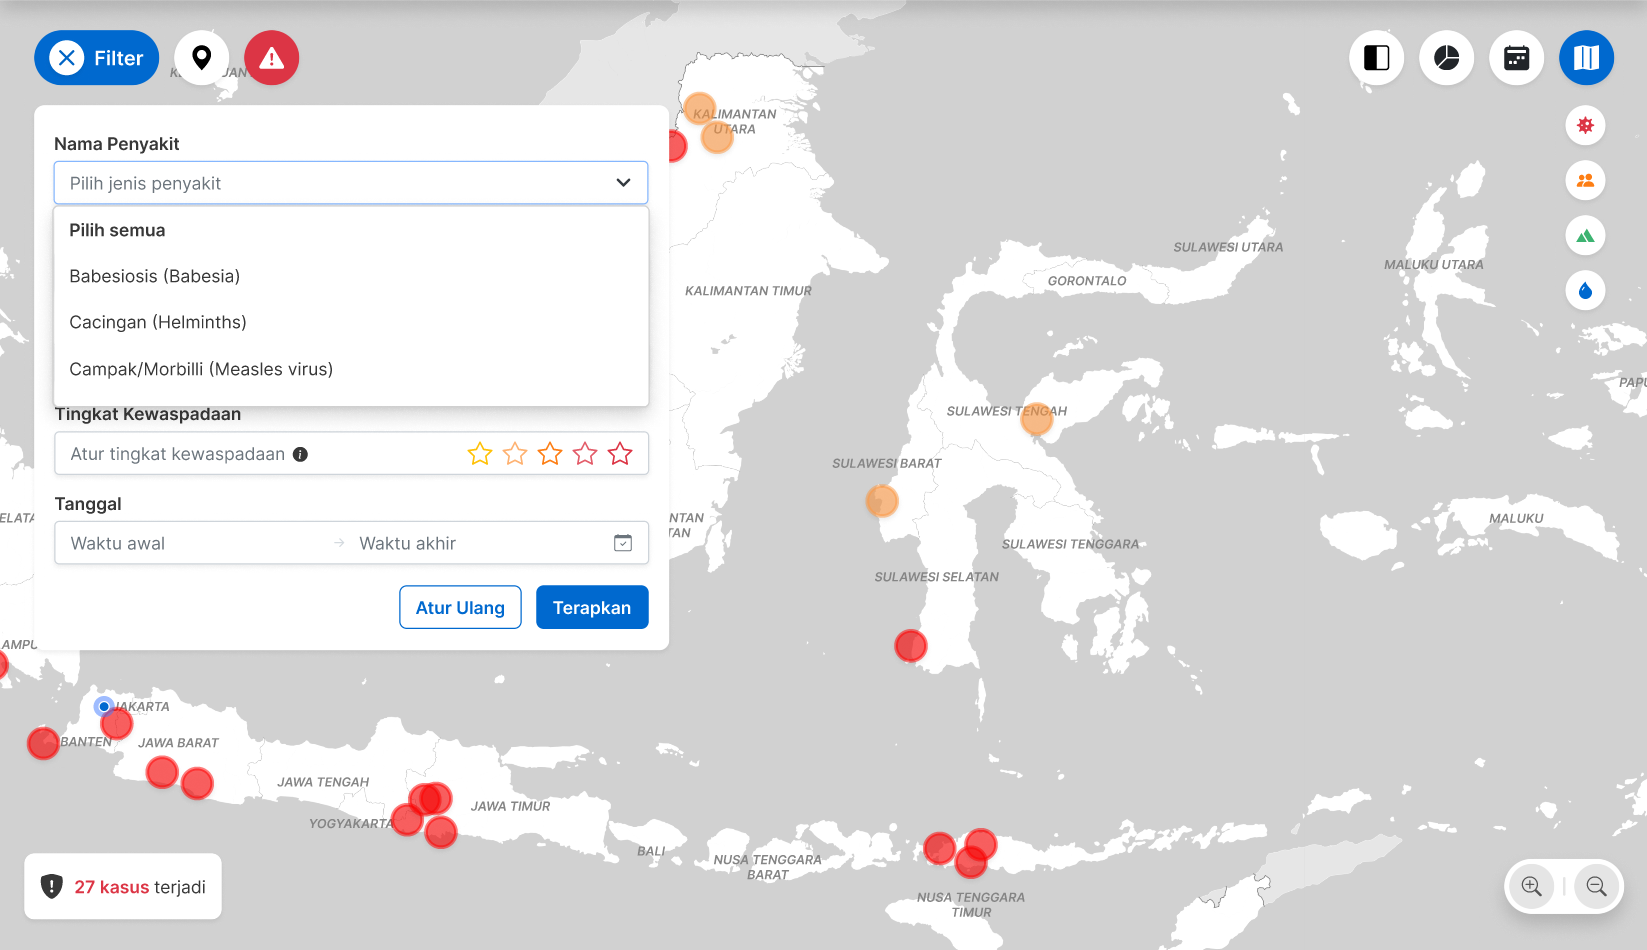 Filter
Nama Penyakit
Pilih jenis penyakit
Pilih semua
Babesiosis (Babesia)
Cacingan (Helminths)
Campak/Morbilli (Measles virus)
Tingkat Kewaspadaan
Atur tingkat kewaspadaan
Tanggal
Waktu awal → Waktu akhir
Atur Ulang
Terapkan
KALIMANTAN
UTARA
KALIMANTAN TIMUR
SULAWESI UTARA
GORONTALO
MALUKU UTARA
SULAWESI TENGAH
SULAWESI BARAT
MALUKU
SULAWESI TENGGARA
SULAWESI SELATAN
JAKARTA
BANTEN
JAWA BARAT
JAWA TENGAH
JAWA TIMUR
YOGYAKARTA
BALI
NUSA TENGGARA
BARAT
NUSA TENGGARA
TIMUR
27 kasus terjadi